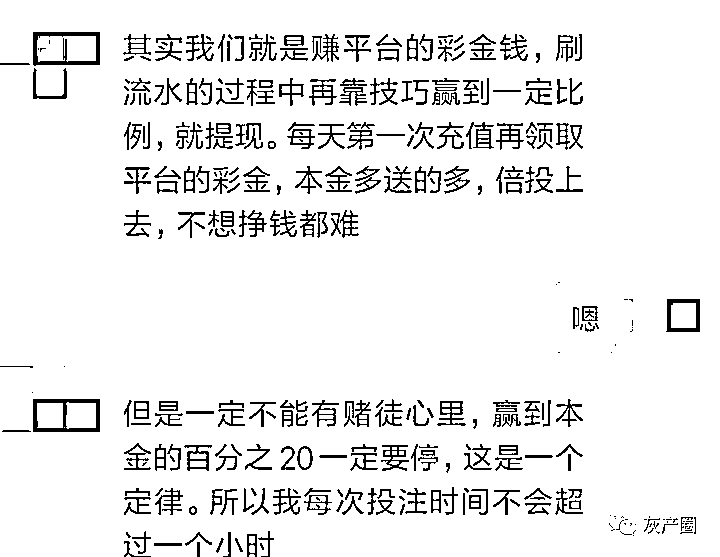 其实我们就是赚平台的彩金钱，刷
流水的过程中再靠技巧赢到一定比
例，就提现。每天第一次充值再领取
平台的彩金，本金多送的多，倍投上
去，不想挣钱都难
嗯
但是一定不能有赌徒心里，赢到本
金的百分之20一定要停，这是一个
定律。所以我每次投注时间不会超
过一个小时
灰产圈